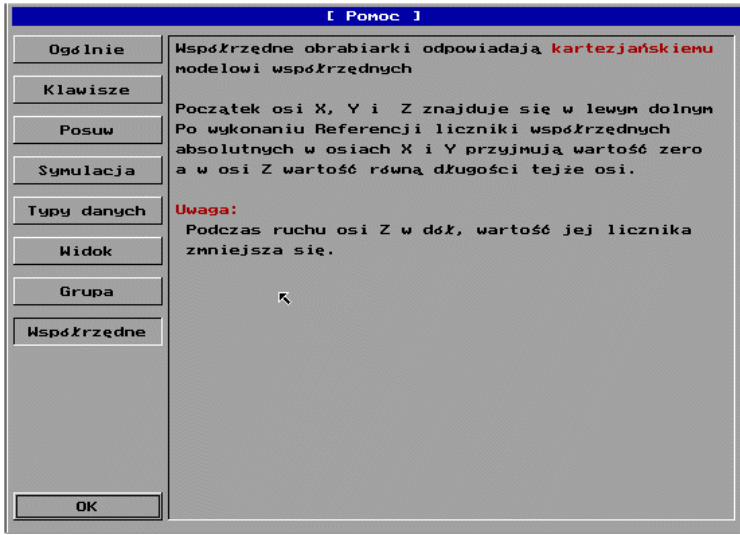 [ Pomoc ]
Ogólnie
Klawisze
Posuw
Symulacja
Typy danych
Widok
Grupa
Współrzędne
OK
Współrzędne obrabiarki odpowiadają kartezjańskiemu
modelowi współrzędnych
Początek osi X, Y i Z znajduje się w lewym dolnym
Po wykonaniu Referencji liczniki współrzędnych
absolutnych w osiach X i Y przyjmują wartość zero
a w osi Z wartość równą długości tejże osi.
Uwaga:
Podczas ruchu osi Z w dół, wartość jej licznika
zmniejsza się.